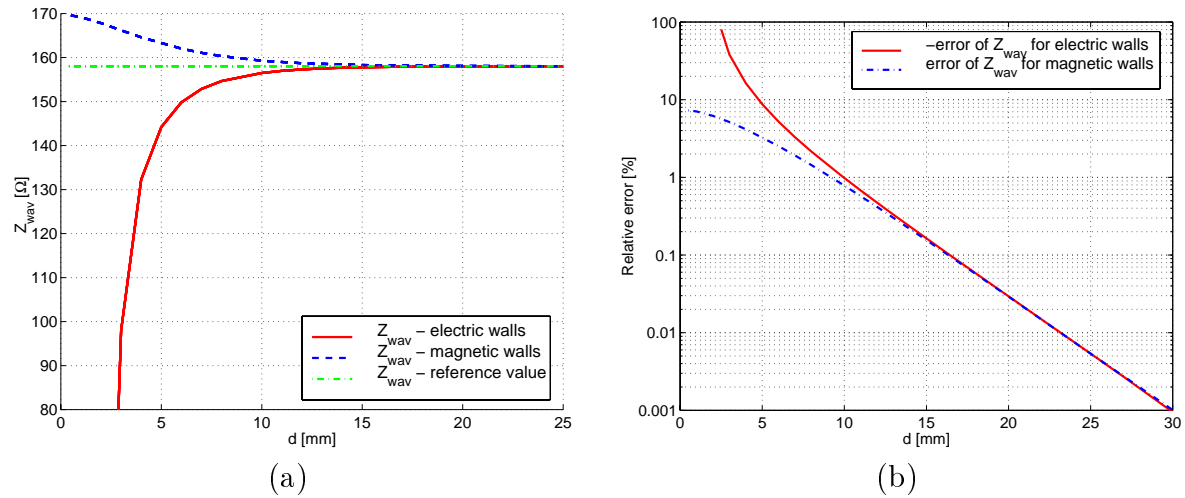 170
160
150
140
130
120
110
100
90
80
Z_wav [Ω]
0 5 10 15 20 25
d [mm]
Z_wav − electric walls
Z_wav − magnetic walls
Z_wav − reference value
(a)
100
10
1
0.1
0.01
0.001
Relative error [%]
0 5 10 15 20 25 30
d [mm]
−error of Z_wav for electric walls
error of Z_wav for magnetic walls
(b)